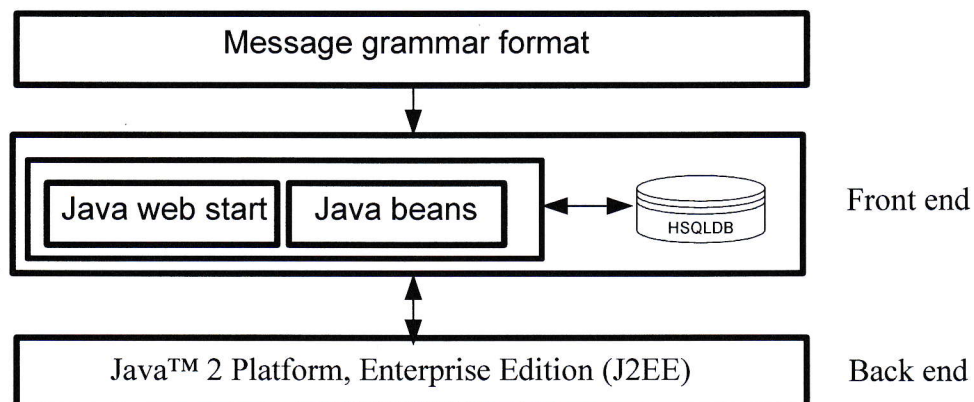 Message grammar format
Java web start
Java beans
HSQLDB
Front end
Java™ 2 Platform, Enterprise Edition (J2EE)
Back end